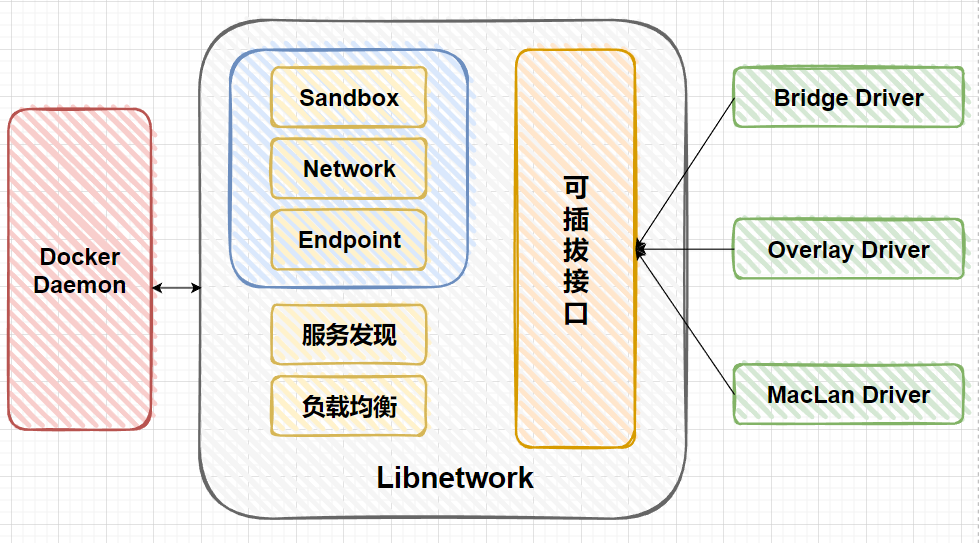 Docker
Daemon
Sandbox
Network
Endpoint
服务发现
负载均衡
Libnetwork
可
插
拔
接
口
Bridge Driver
Overlay Driver
MacLan Driver